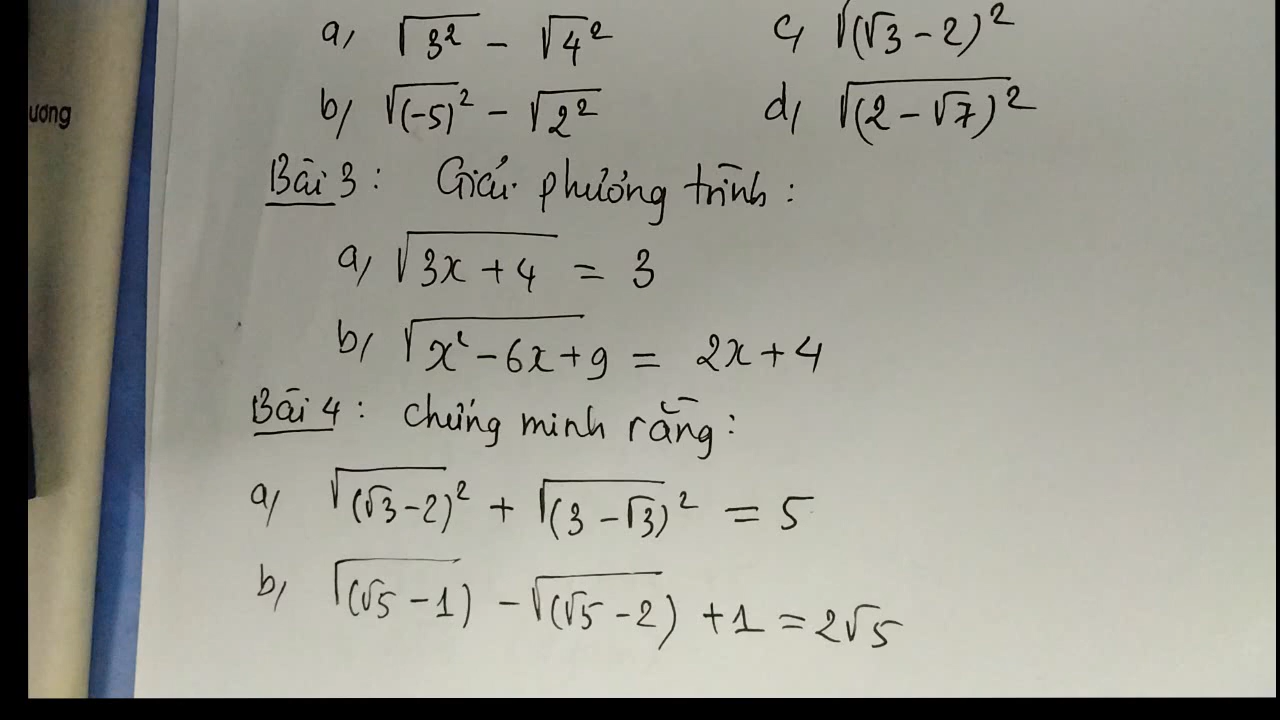 a, √3² - √4²
c, √(√3 - 2)²
b, √(-5)² - √2²
d, √(2 - √7)²
ương
Bài 3 : Giải phương trình :
a, √3x + 4 = 3
b, √x² - 6x + 9 = 2x + 4
Bài 4 : Chứng minh rằng :
a, √(√3 - 2)² + √(3 - √3)² = 5
b, √(√5 - 1) - √(√5 - 2) + 1 = 2√5